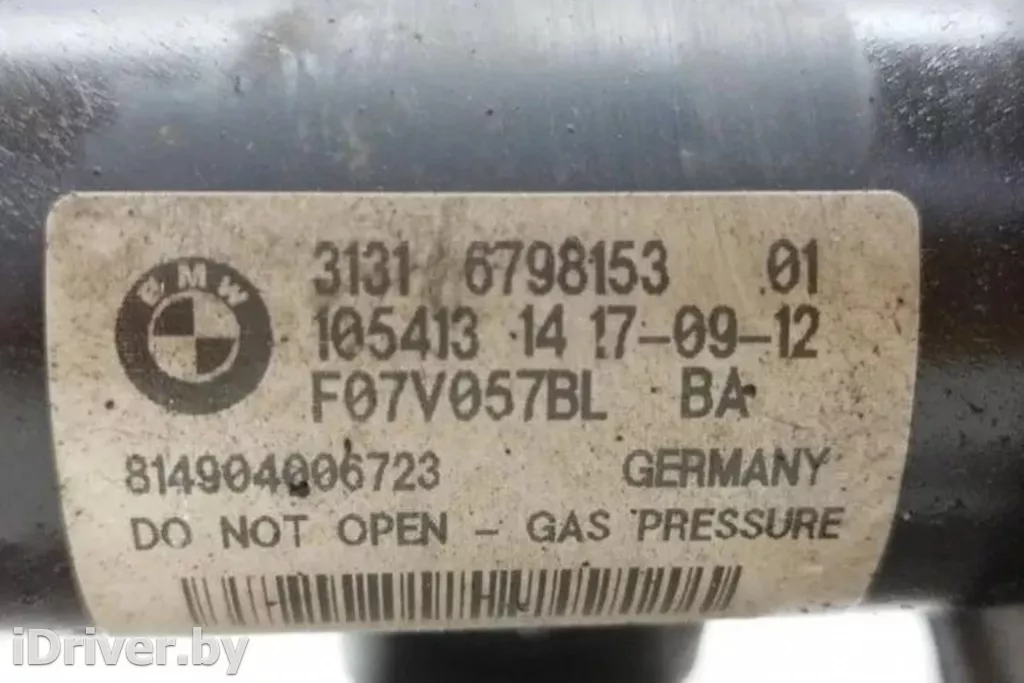 BMW
3131 6798153 01
105413 14 17-09-12
F07V057BL BA
814904006723 GERMANY
DO NOT OPEN - GAS PRESSURE
iDriver.by